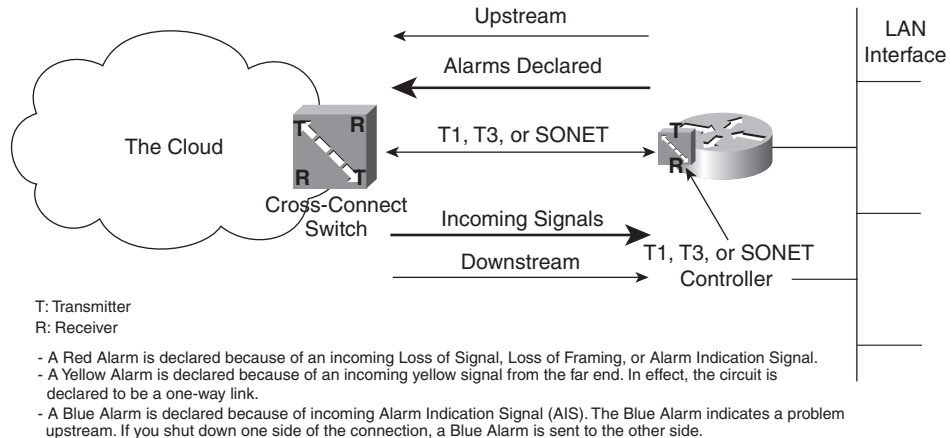 Upstream
LAN
Interface
Alarms Declared
The Cloud
T R
R T
T1, T3, or SONET
T
R
Cross-Connect
Switch
Incoming Signals
T1, T3, or SONET
Controller
Downstream
T: Transmitter
R: Receiver
- A Red Alarm is declared because of an incoming Loss of Signal, Loss of Framing, or Alarm Indication Signal.
- A Yellow Alarm is declared because of an incoming yellow signal from the far end. In effect, the circuit is
declared to be a one-way link.
- A Blue Alarm is declared because of incoming Alarm Indication Signal (AIS). The Blue Alarm indicates a problem
upstream. If you shut down one side of the connection, a Blue Alarm is sent to the other side.